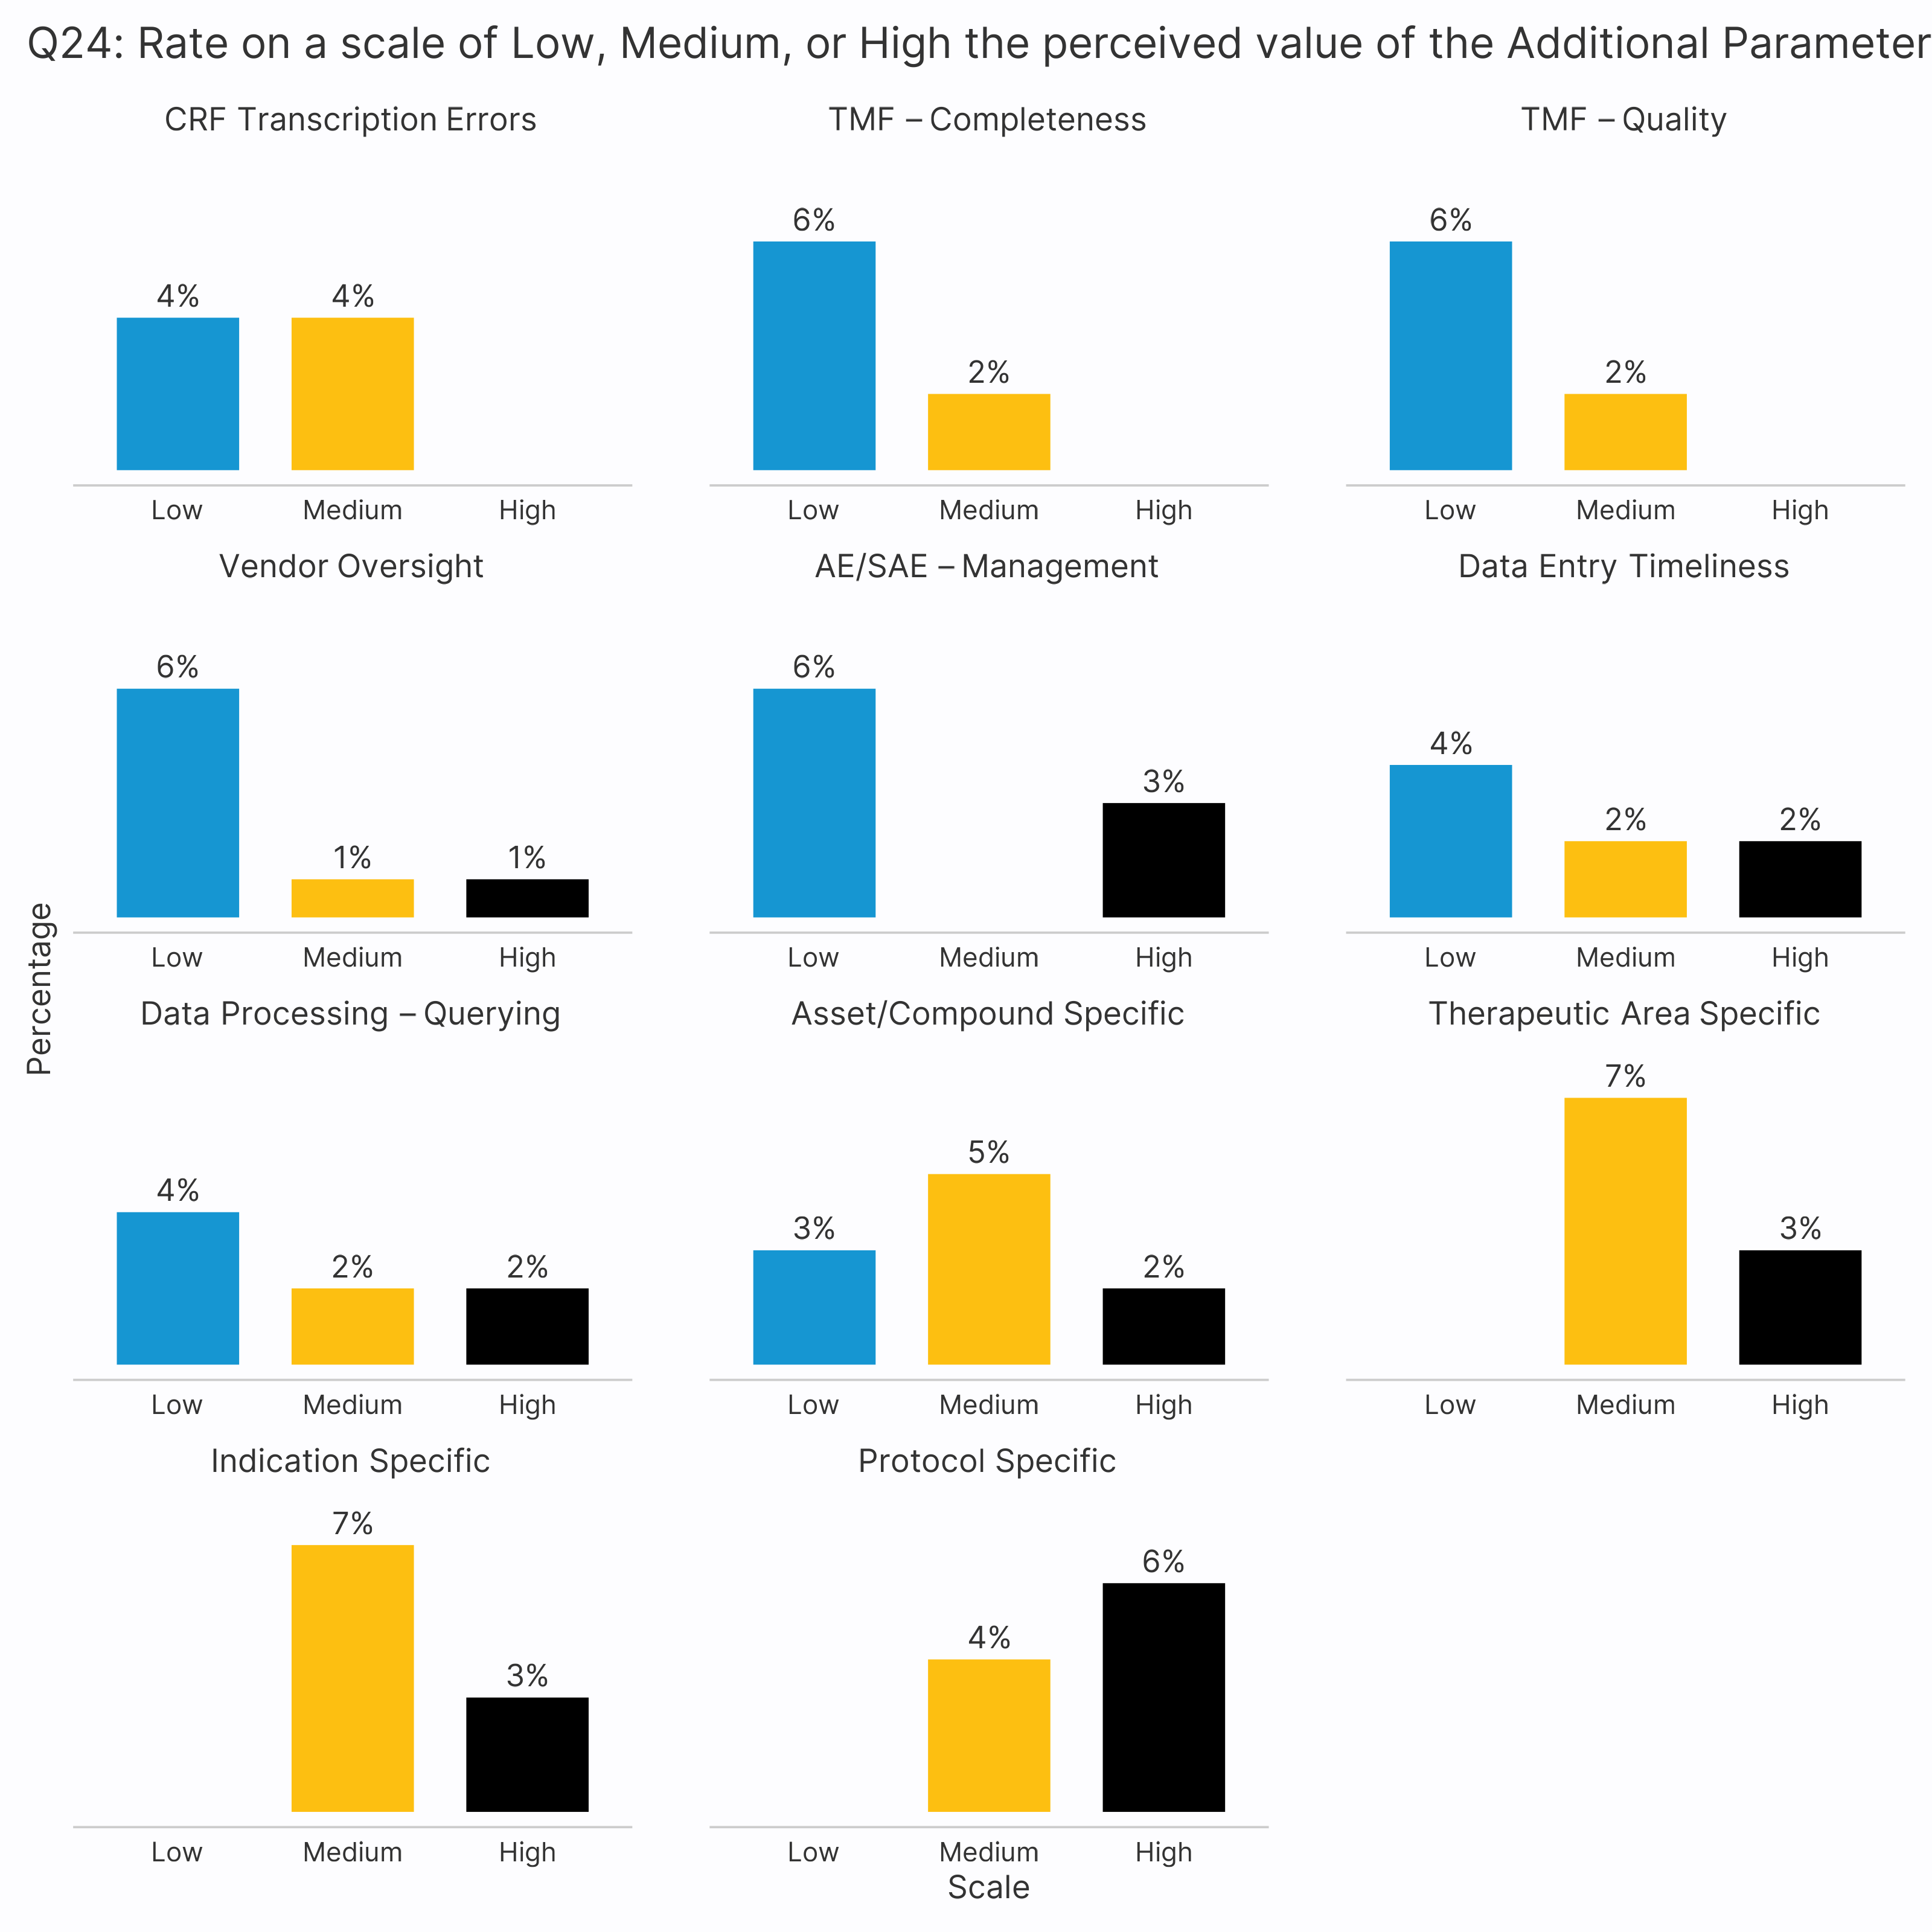 Q24: Rate on a scale of Low, Medium, or High the perceived value of the Additional Parameter
CRF Transcription Errors
4%
4%
Low
Medium
High
TMF – Completeness
6%
2%
Low
Medium
High
TMF – Quality
6%
2%
Low
Medium
High
Vendor Oversight
6%
1%
1%
Low
Medium
High
AE/SAE – Management
6%
3%
Low
Medium
High
Data Entry Timeliness
4%
2%
2%
Low
Medium
High
Percentage
Data Processing – Querying
4%
2%
2%
Low
Medium
High
Asset/Compound Specific
3%
5%
2%
Low
Medium
High
Therapeutic Area Specific
7%
3%
Low
Medium
High
Indication Specific
7%
3%
Low
Medium
High
Protocol Specific
4%
6%
Low
Medium
High
Scale